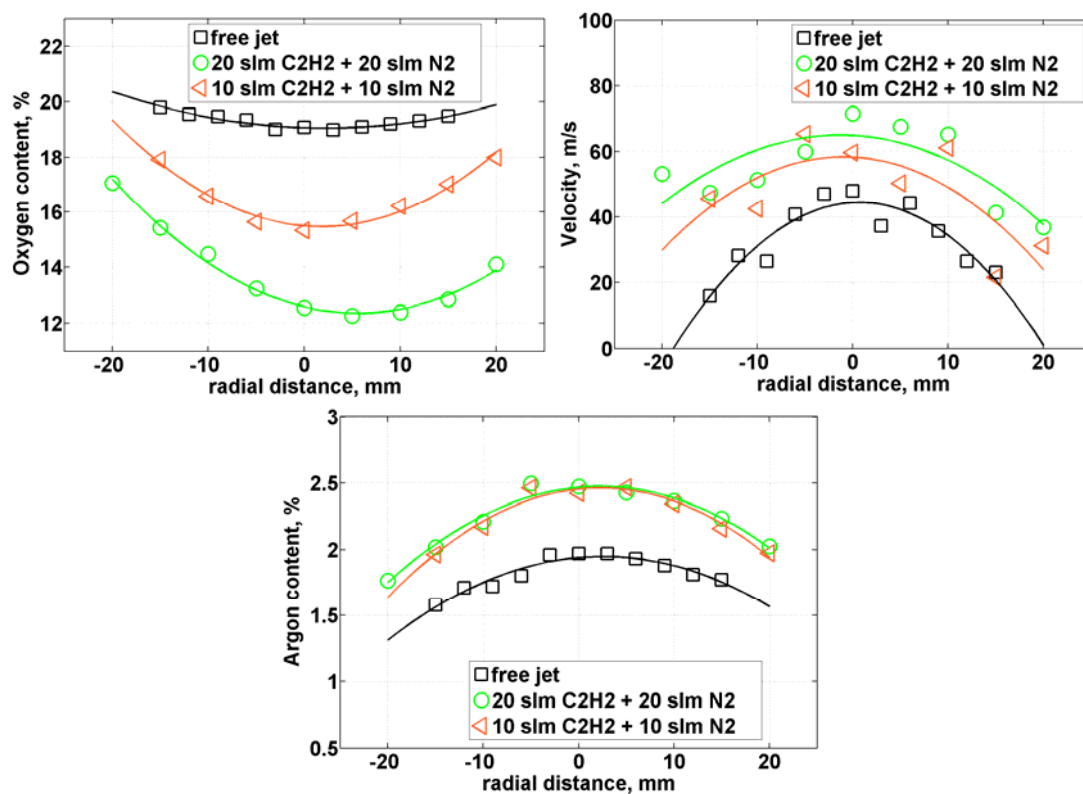 22
20
18
16
14
12
Oxygen content, %
free jet
20 slm C2H2 + 20 slm N2
10 slm C2H2 + 10 slm N2
-20 -10 0 10 20
radial distance, mm
100
80
60
40
20
0
Velocity, m/s
free jet
20 slm C2H2 + 20 slm N2
10 slm C2H2 + 10 slm N2
-20 -10 0 10 20
radial distance, mm
3
2.5
2
1.5
1
0.5
Argon content, %
free jet
20 slm C2H2 + 20 slm N2
10 slm C2H2 + 10 slm N2
-20 -10 0 10 20
radial distance, mm